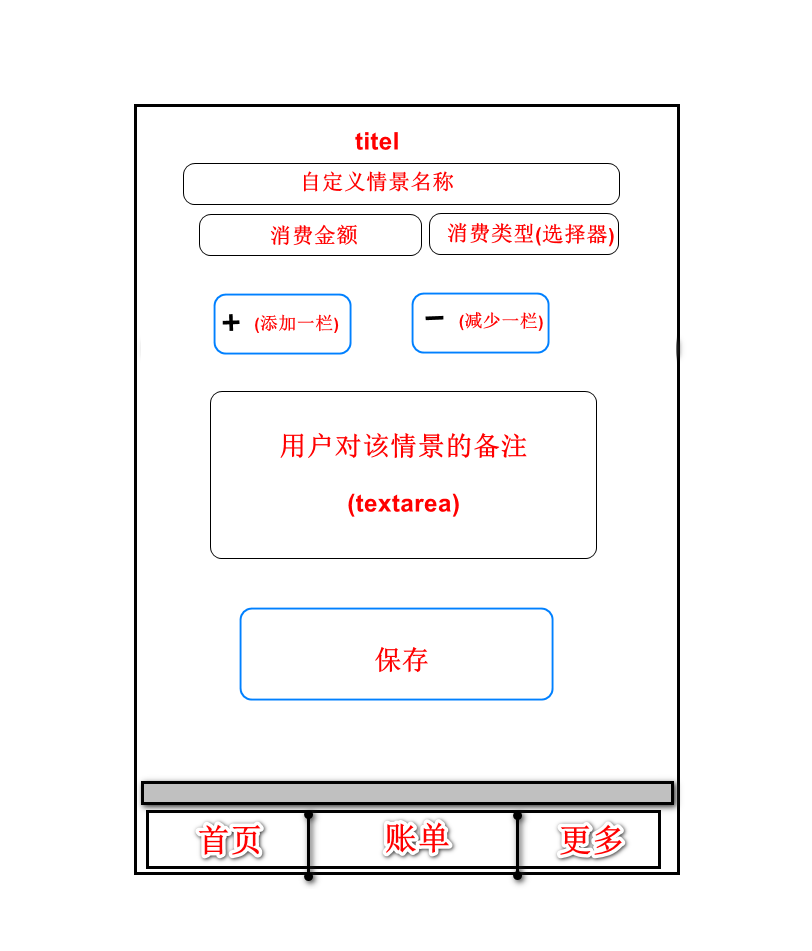 titel
自定义情景名称
消费金额
消费类型(选择器)
+ (添加一栏)
− (减少一栏)
用户对该情景的备注
(textarea)
保存
首页
账单
更多